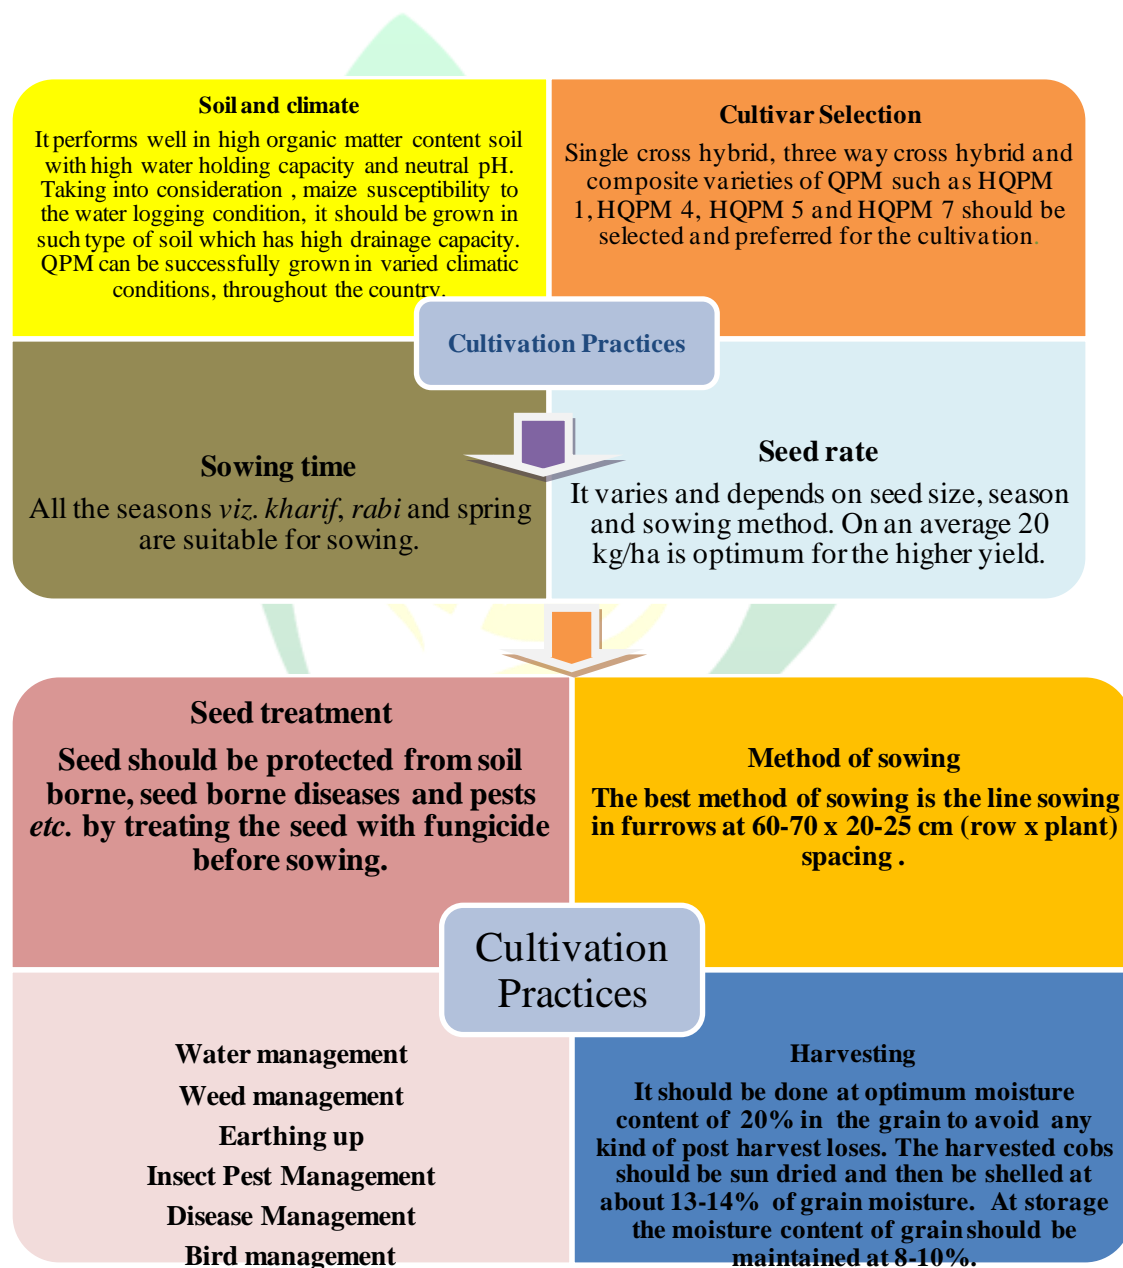 Soil and climate
It performs well in high organic matter content soil
with high water holding capacity and neutral pH.
Taking into consideration , maize susceptibility to
the water logging condition, it should be grown in
such type of soil which has high drainage capacity.
QPM can be successfully grown in varied climatic
conditions, throughout the country.
Cultivar Selection
Single cross hybrid, three way cross hybrid and
composite varieties of QPM such as HQPM
1, HQPM 4, HQPM 5 and HQPM 7 should be
selected and preferred for the cultivation.
Cultivation Practices
Sowing time
All the seasons viz. kharif, rabi and spring
are suitable for sowing.
Seed rate
It varies and depends on seed size, season
and sowing method. On an average 20
kg/ha is optimum for the higher yield.
Seed treatment
Seed should be protected from soil
borne, seed borne diseases and pests
etc. by treating the seed with fungicide
before sowing.
Method of sowing
The best method of sowing is the line sowing
in furrows at 60-70 x 20-25 cm (row x plant)
spacing .
Cultivation
Practices
Water management
Weed management
Earthing up
Insect Pest Management
Disease Management
Bird management
Harvesting
It should be done at optimum moisture
content of 20% in the grain to avoid any
kind of post harvest loses. The harvested cobs
should be sun dried and then be shelled at
about 13-14% of grain moisture. At storage
the moisture content of grain should be
maintained at 8-10%.